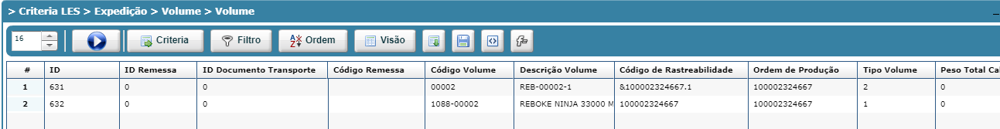 > Criteria LES > Expedição > Volume > Volume
16 Criteria Filtro Ordem Visão
# ID ID Remessa ID Documento Transporte Código Remessa Código Volume Descrição Volume Código de Rastreabilidade Ordem de Produção Tipo Volume Peso Total Cal
1 631 0 0 00002 REB-00002-1 &100002324667.1 100002324667 2 0
2 632 0 0 1088-00002 REBOKE NINJA 33000 M 100002324667 100002324667 1 0